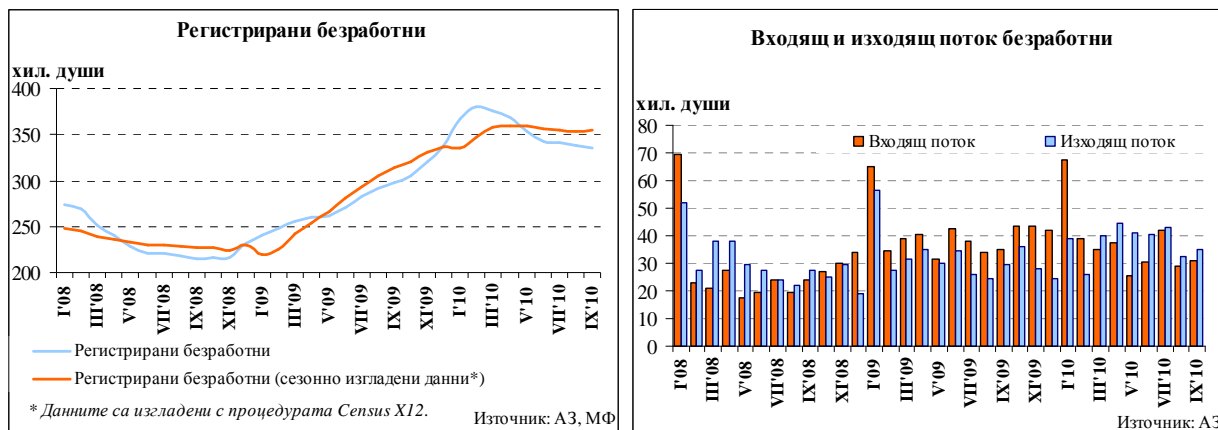 Регистрирани безработни
хил. души
400
350
300
250
200
I'08
III'08
V'08
VII'08
IX'08
XI'08
I'09
III'09
V'09
VII'09
IX'09
XI'09
I'10
III'10
V'10
VII'10
IX'10
Регистрирани безработни
Регистрирани безработни (сезонно изгладени данни*)
* Данните са изгладени с процедурата Census X12.
Източник: АЗ, МФ
Входящ и изходящ поток безработни
хил. души
Входящ поток
Изходящ поток
80
70
60
50
40
30
20
10
0
I'08
III'08
V'08
VII'08
IX'08
XI'08
I'09
III'09
V'09
VII'09
IX'09
XI'09
I'10
III'10
V'10
VII'10
IX'10
Източник: АЗ